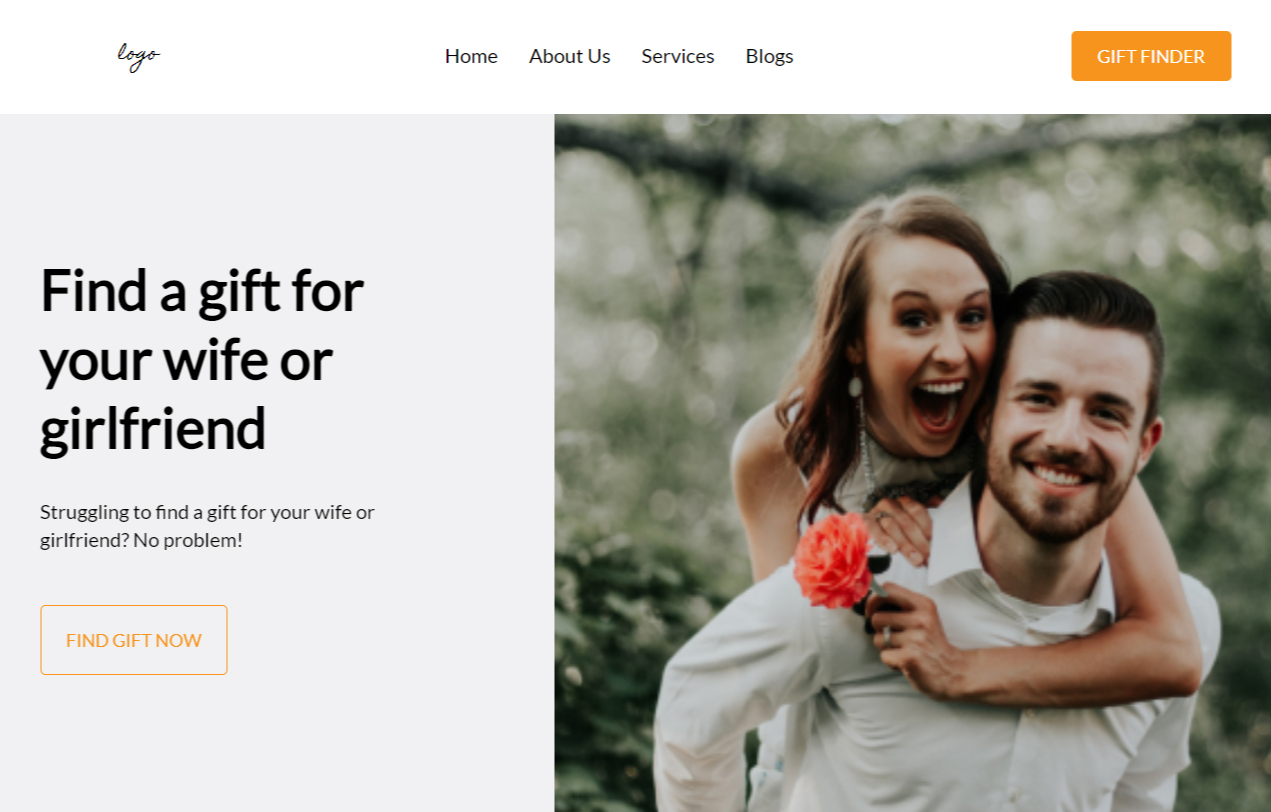 logo
Home
About Us
Services
Blogs
GIFT FINDER
Find a gift for
your wife or
girlfriend
Struggling to find a gift for your wife or
girlfriend? No problem!
FIND GIFT NOW